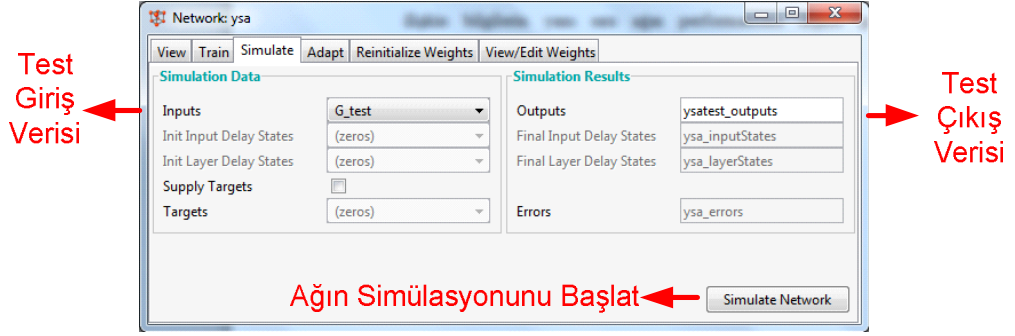 Network: ysa
View Train Simulate Adapt Reinitialize Weights View/Edit Weights
Test
Giriş
Verisi
Simulation Data
Inputs G_test
Init Input Delay States (zeros)
Init Layer Delay States (zeros)
Supply Targets
Targets (zeros)
Simulation Results
Outputs ysatest_outputs
Final Input Delay States ysa_inputStates
Final Layer Delay States ysa_layerStates
Errors ysa_errors
Test
Çıkış
Verisi
Ağın Simülasyonunu Başlat
Simulate Network